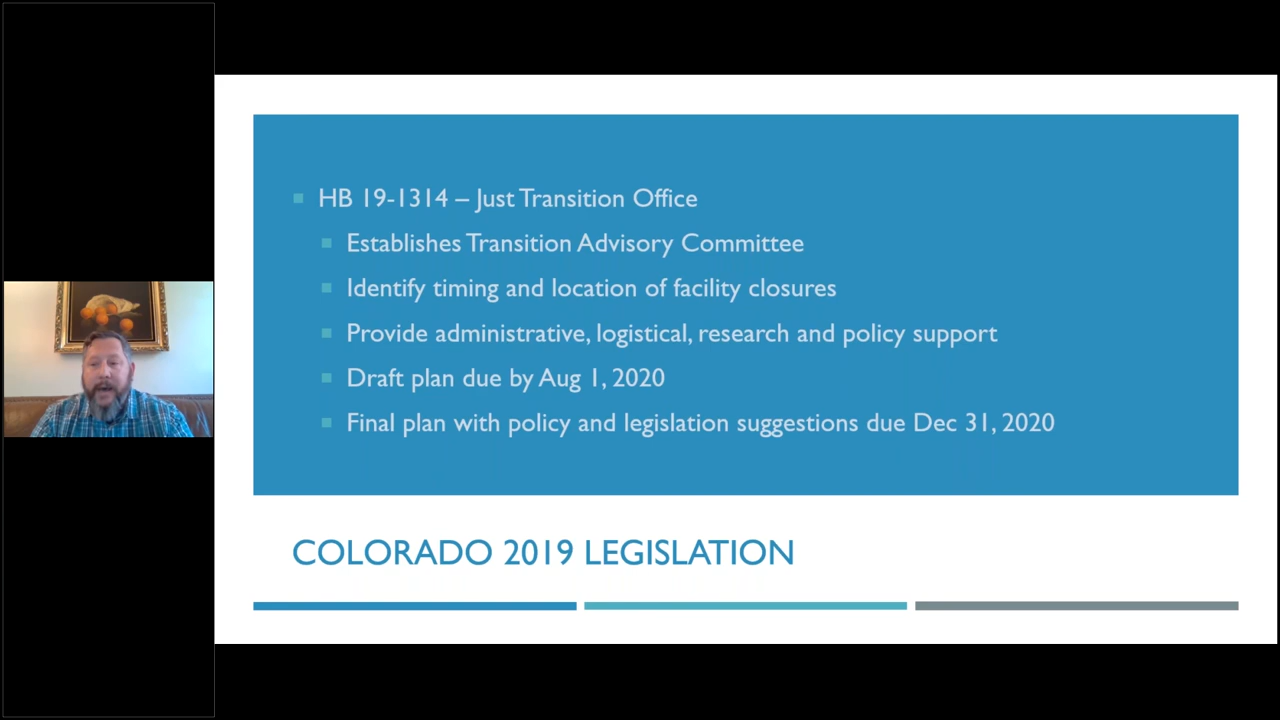 HB 19-1314 – Just Transition Office
Establishes Transition Advisory Committee
Identify timing and location of facility closures
Provide administrative, logistical, research and policy support
Draft plan due by Aug 1, 2020
Final plan with policy and legislation suggestions due Dec 31, 2020
COLORADO 2019 LEGISLATION